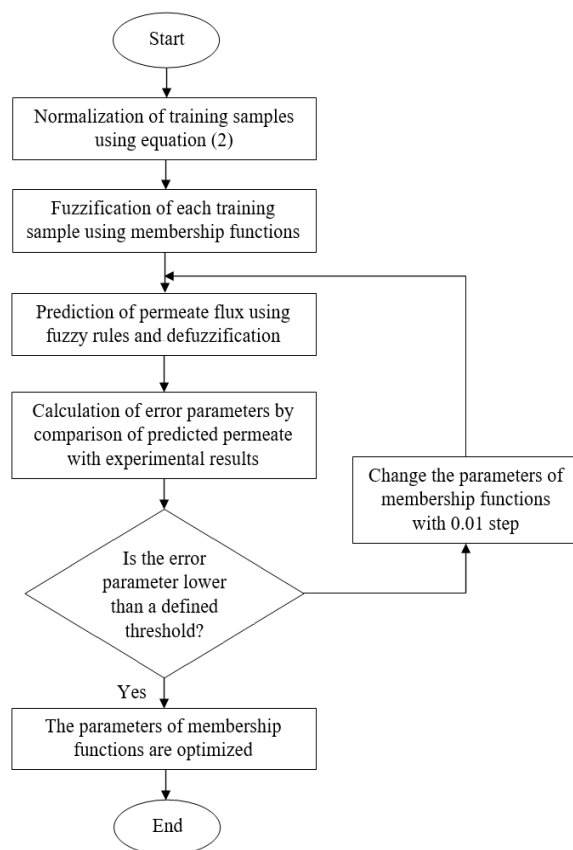 Start
Normalization of training samples
using equation (2)
Fuzzification of each training
sample using membership functions
Prediction of permeate flux using
fuzzy rules and defuzzification
Calculation of error parameters by
comparison of predicted permeate
with experimental results
Change the parameters of
membership functions
with 0.01 step
Is the error
parameter lower
than a defined
threshold?
Yes
The parameters of membership
functions are optimized
End